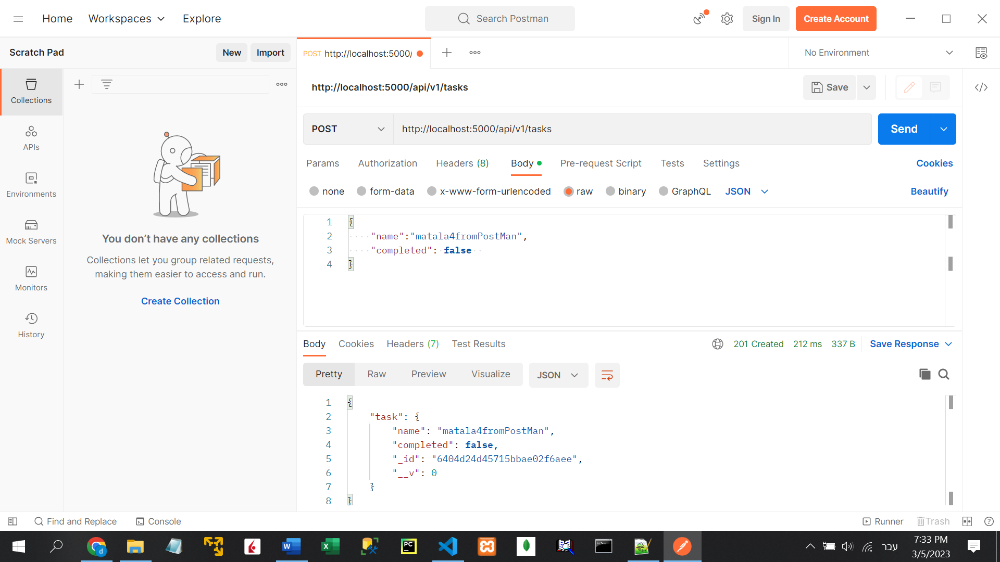 Home Workspaces Explore Search Postman Sign In Create Account
Scratch Pad New Import
POST http://localhost:5000/ No Environment
Collections
APIs
Environments
Mock Servers
Monitors
History
You don’t have any collections
Collections let you group related requests,
making them easier to access and run.
Create Collection
http://localhost:5000/api/v1/tasks Save
POST http://localhost:5000/api/v1/tasks Send
Params Authorization Headers (8) Body Pre-request Script Tests Settings Cookies
none form-data x-www-form-urlencoded raw binary GraphQL JSON Beautify
1 {
2 "name":"matala4fromPostMan",
3 "completed": false
4 }
Body Cookies Headers (7) Test Results 201 Created 212 ms 337 B Save Response
Pretty Raw Preview Visualize JSON
1 {
2 "task": {
3 "name": "matala4fromPostMan",
4 "completed": false,
5 "_id": "6404d24d45715bbae02f6aee",
6 "__v": 0
7 }
8 }
Find and Replace Console Runner Trash
עבר 7:33 PM
3/5/2023